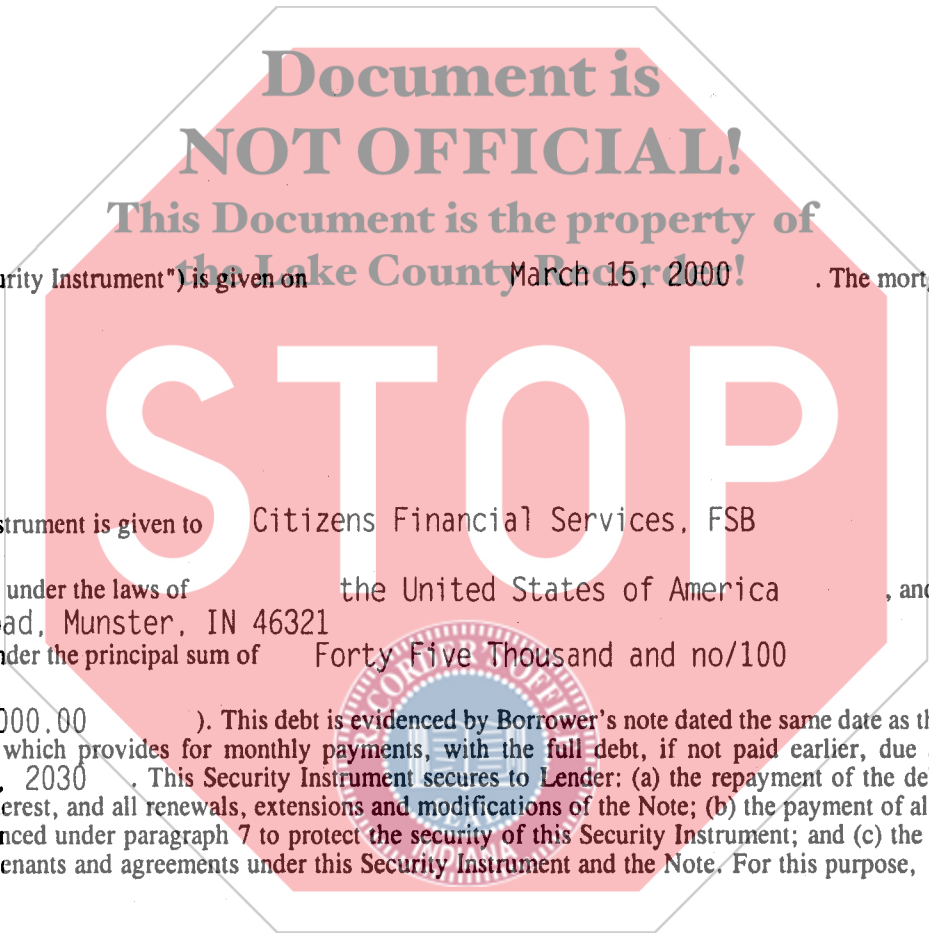 Document is
NOT OFFICIAL!
This Document is the property of
the Lake County Recorder!
urity Instrument") is given on March 15, 2000 . The mort
STOP
strument is given to Citizens Financial Services, FSB
under the laws of the United States of America , and
ad, Munster, IN 46321
nder the principal sum of Forty Five Thousand and no/100
000.00 ). This debt is evidenced by Borrower's note dated the same date as th
which provides for monthly payments, with the full debt, if not paid earlier, due
, 2030 . This Security Instrument secures to Lender: (a) the repayment of the de
erest, and all renewals, extensions and modifications of the Note; (b) the payment of al
nced under paragraph 7 to protect the security of this Security Instrument; and (c) the
enants and agreements under this Security Instrument and the Note. For this purpose,
RECORDER'S OFFICE
SEAL
INDIANA